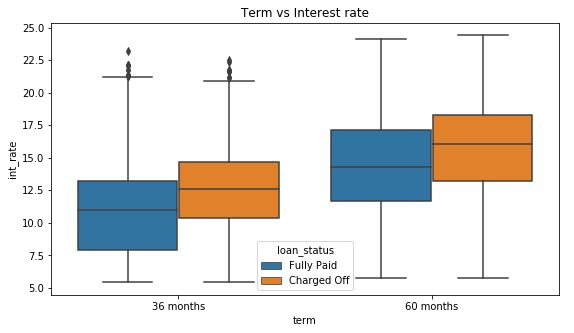 Term vs Interest rate
int_rate
25.0
22.5
20.0
17.5
15.0
12.5
10.0
7.5
5.0
loan_status
Fully Paid
Charged Off
36 months
60 months
term